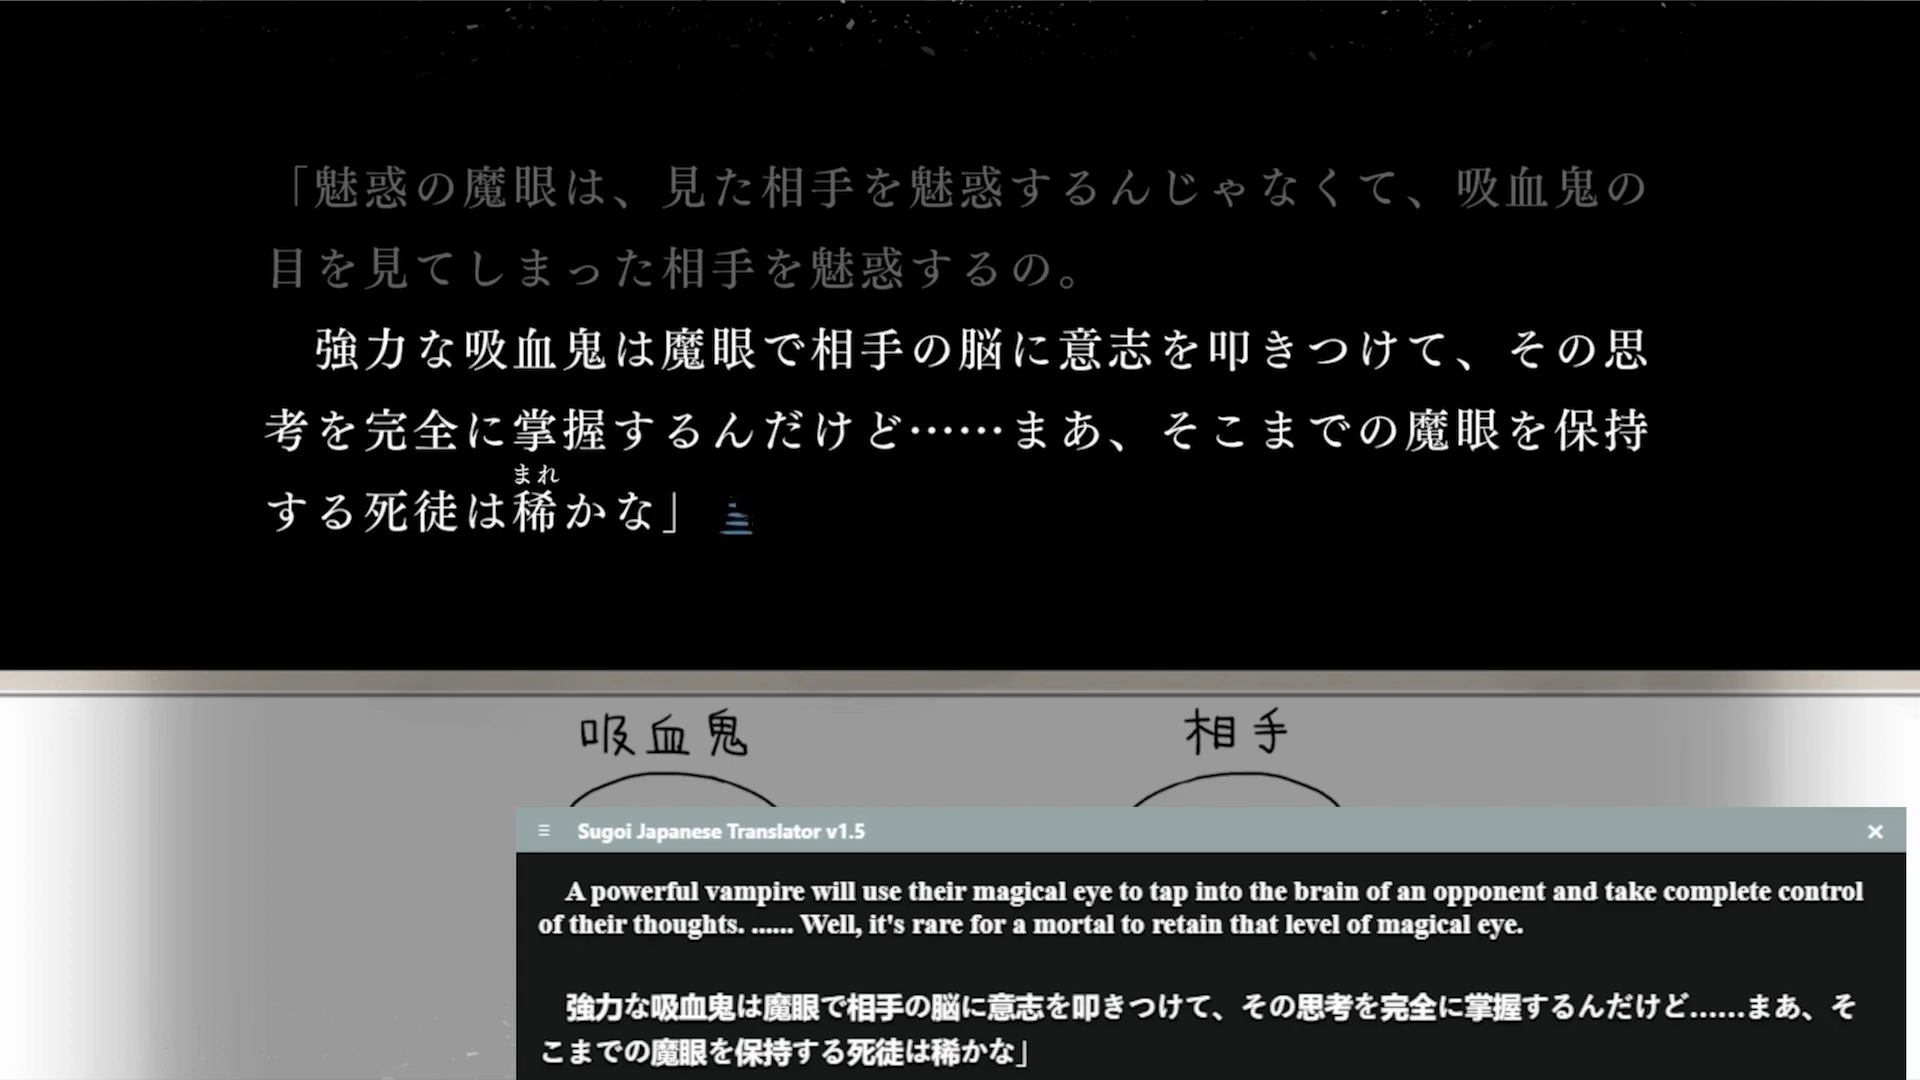 「魅惑の魔眼は、見た相手を魅惑するんじゃなくて、吸血鬼の
目を見てしまった相手を魅惑するの。
強力な吸血鬼は魔眼で相手の脳に意志を叩きつけて、その思
考を完全に掌握するんだけど……まあ、そこまでの魔眼を保持
まれ
する死徒は稀かな」
吸血鬼
相手
Sugoi Japanese Translator v1.5
A powerful vampire will use their magical eye to tap into the brain of an opponent and take complete control
of their thoughts. ...... Well, it's rare for a mortal to retain that level of magical eye.
強力な吸血鬼は魔眼で相手の脳に意志を叩きつけて、その思考を完全に掌握するんだけど......まあ、そ
こまでの魔眼を保持する死徒は稀かな」